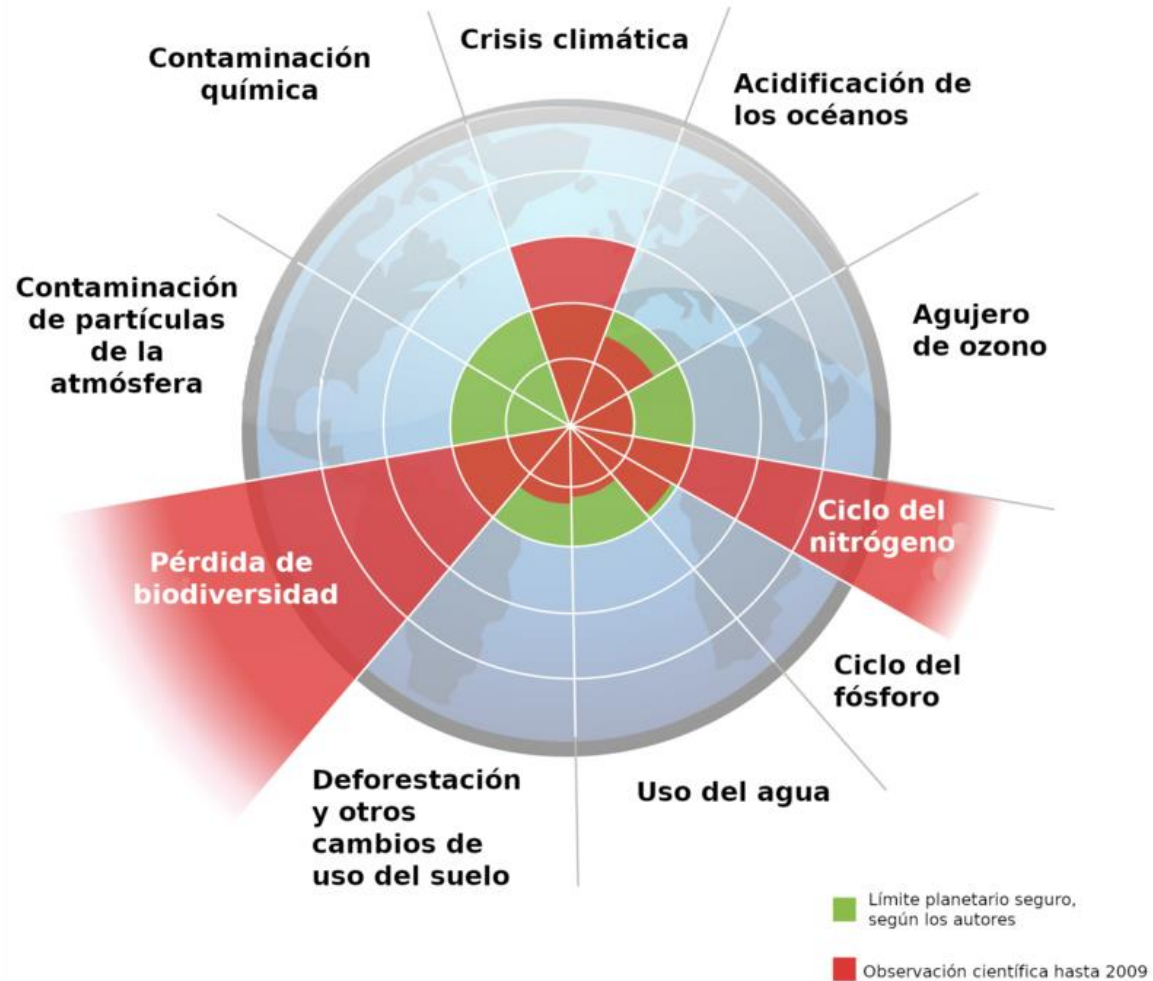 Crisis climática
Contaminación
química
Acidificación de
los océanos
Contaminación
de partículas
de la
atmósfera
Agujero
de ozono
Ciclo del
nitrógeno
Pérdida de
biodiversidad
Ciclo del
fósforo
Deforestación
y otros
cambios de
uso del suelo
Uso del agua
Límite planetario seguro,
según los autores
Observación científica hasta 2009